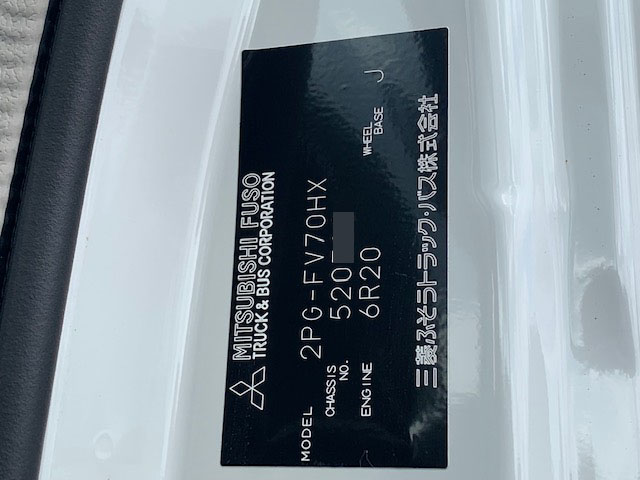 MITSUBISHI FUSO
TRUCK & BUS CORPORATION
MODEL 2PG-FV70HX
CHASSIS NO. 520
ENGINE 6R20
WHEEL BASE J
三菱ふそうトラック・バス株式会社